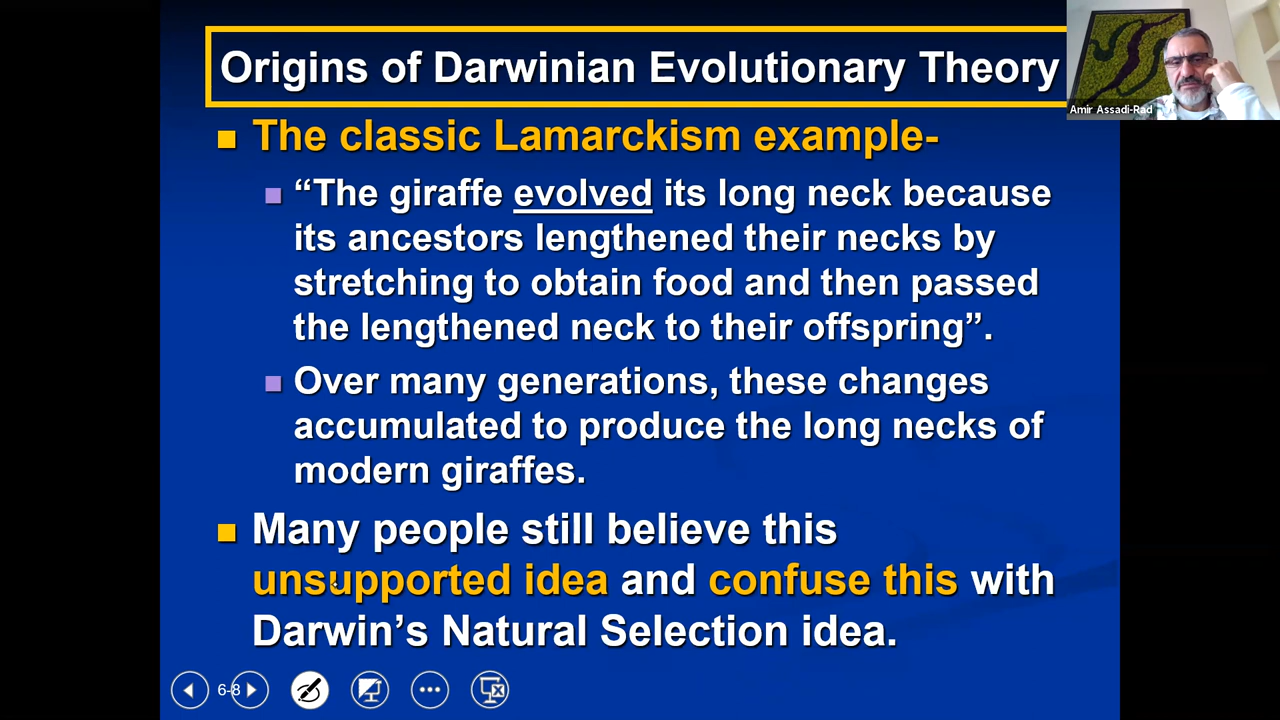 Origins of Darwinian Evolutionary Theory
Amir Assadi-Rad
The classic Lamarckism example-
“The giraffe evolved its long neck because
its ancestors lengthened their necks by
stretching to obtain food and then passed
the lengthened neck to their offspring”.
Over many generations, these changes
accumulated to produce the long necks of
modern giraffes.
Many people still believe this
unsupported idea and confuse this with
Darwin’s Natural Selection idea.
6-8